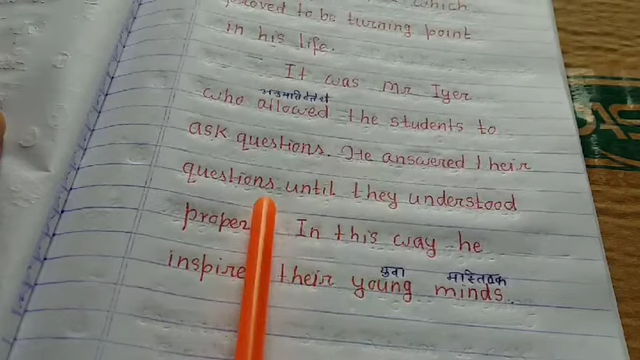 which
proved to be turning point
in his life.
It was Mr Iyer
who allowed the students to
ask questions. He answered their
questions until they understood
proper In this way he
युवा मास्तिष्क
inspire their young minds.